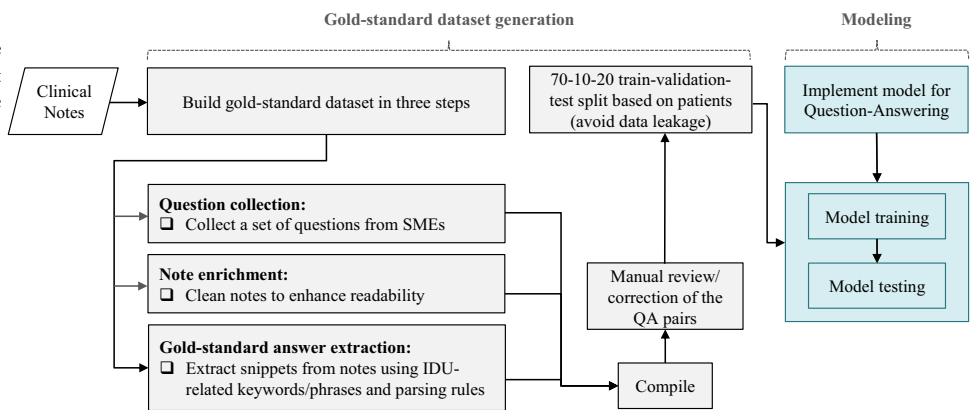 Gold-standard dataset generation
Modeling
Clinical
Notes
Build gold-standard dataset in three steps
70-10-20 train-validation-
test split based on patients
(avoid data leakage)
Implement model for
Question-Answering
Question collection:
❑ Collect a set of questions from SMEs
Note enrichment:
❑ Clean notes to enhance readability
Gold-standard answer extraction:
❑ Extract snippets from notes using IDU-
related keywords/phrases and parsing rules
Manual review/
correction of the
QA pairs
Compile
Model training
Model testing